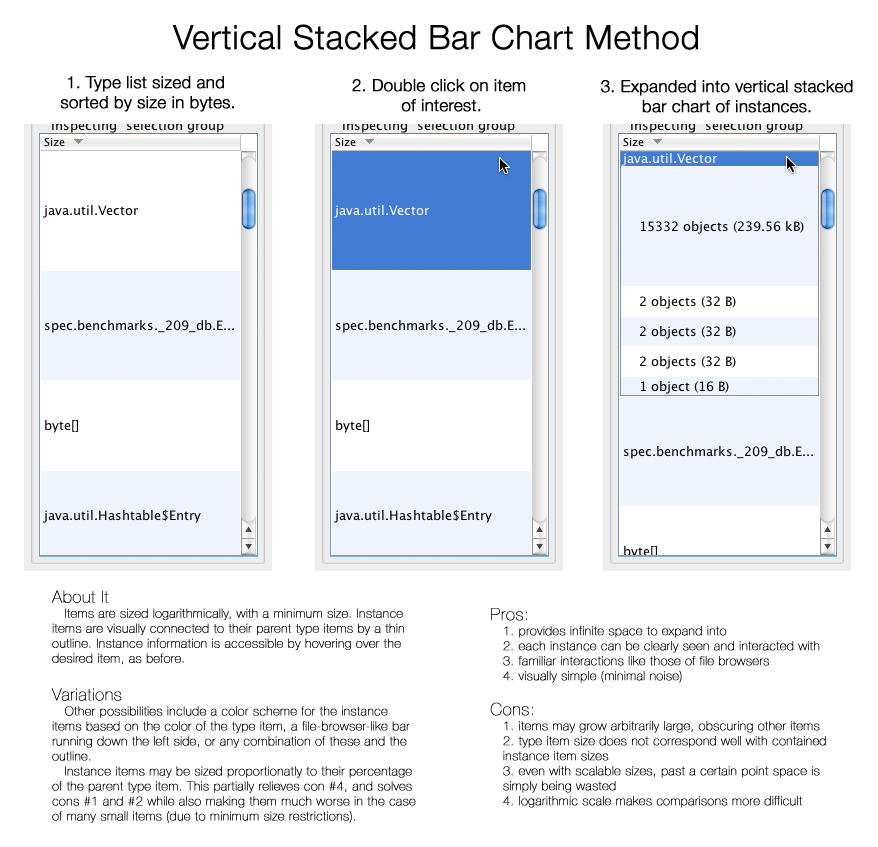 Vertical Stacked Bar Chart Method
1. Type list sized and
sorted by size in bytes.
2. Double click on item
of interest.
3. Expanded into vertical stacked
bar chart of instances.
Inspecting selection group
Size
java.util.Vector
spec.benchmarks._209_db.E...
byte[]
java.util.Hashtable$Entry
Inspecting selection group
Size
java.util.Vector
spec.benchmarks._209_db.E...
byte[]
java.util.Hashtable$Entry
Inspecting selection group
Size
java.util.Vector
15332 objects (239.56 kB)
2 objects (32 B)
2 objects (32 B)
2 objects (32 B)
1 object (16 B)
spec.benchmarks._209_db.E...
byte[]
About It
Items are sized logarithmically, with a minimum size. Instance
items are visually connected to their parent type items by a thin
outline. Instance information is accessible by hovering over the
desired item, as before.
Variations
Other possibilities include a color scheme for the instance
items based on the color of the type item, a file-browser-like bar
running down the left side, or any combination of these and the
outline.
Instance items may be sized proportionatly to their percentage
of the parent type item. This partially relieves con #4, and solves
cons #1 and #2 while also making them much worse in the case
of many small items (due to minimum size restrictions).
Pros:
1. provides infinite space to expand into
2. each instance can be clearly seen and interacted with
3. familiar interactions like those of file browsers
4. visually simple (minimal noise)
Cons:
1. items may grow arbitrarily large, obscuring other items
2. type item size does not correspond well with contained
instance item sizes
3. even with scalable sizes, past a certain point space is
simply being wasted
4. logarithmic scale makes comparisons more difficult